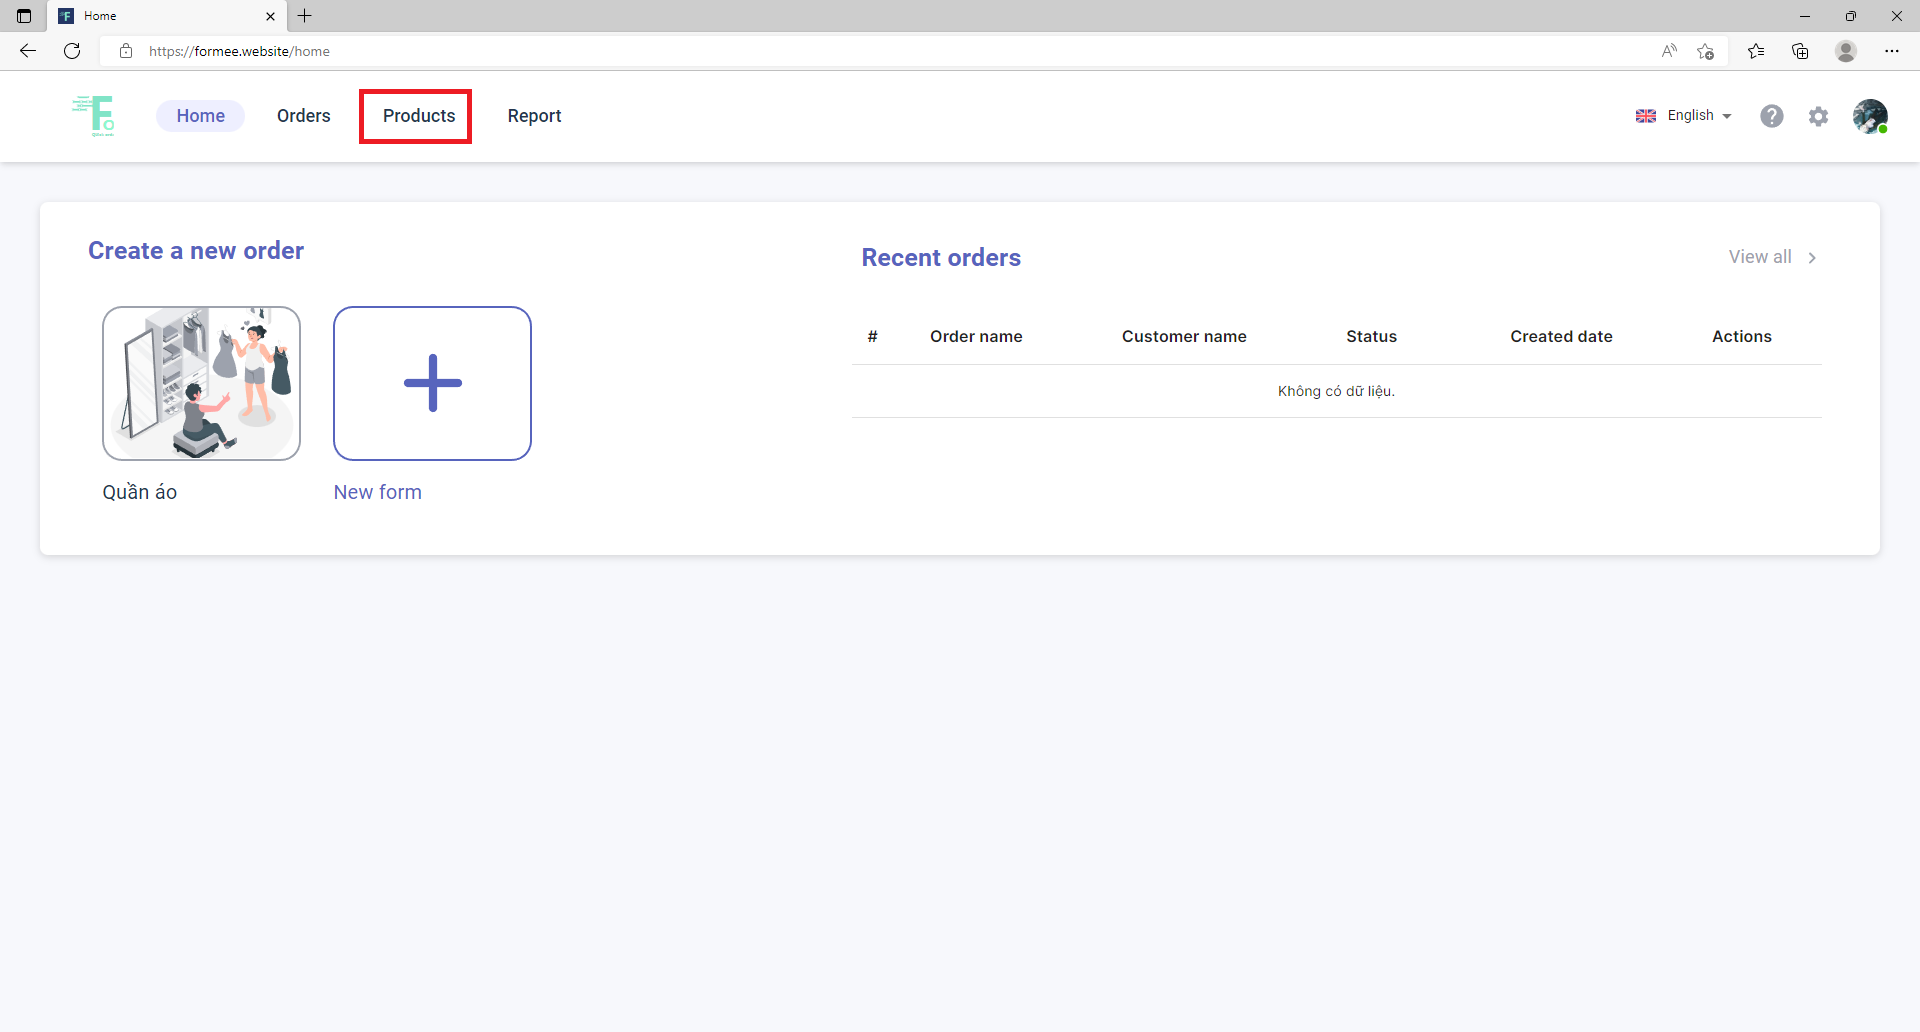 Home
https://formee.website/home
Home
Orders
Products
Report
English
Create a new order
Quần áo
New form
Recent orders
View all
# Order name Customer name Status Created date Actions
Không có dữ liệu.